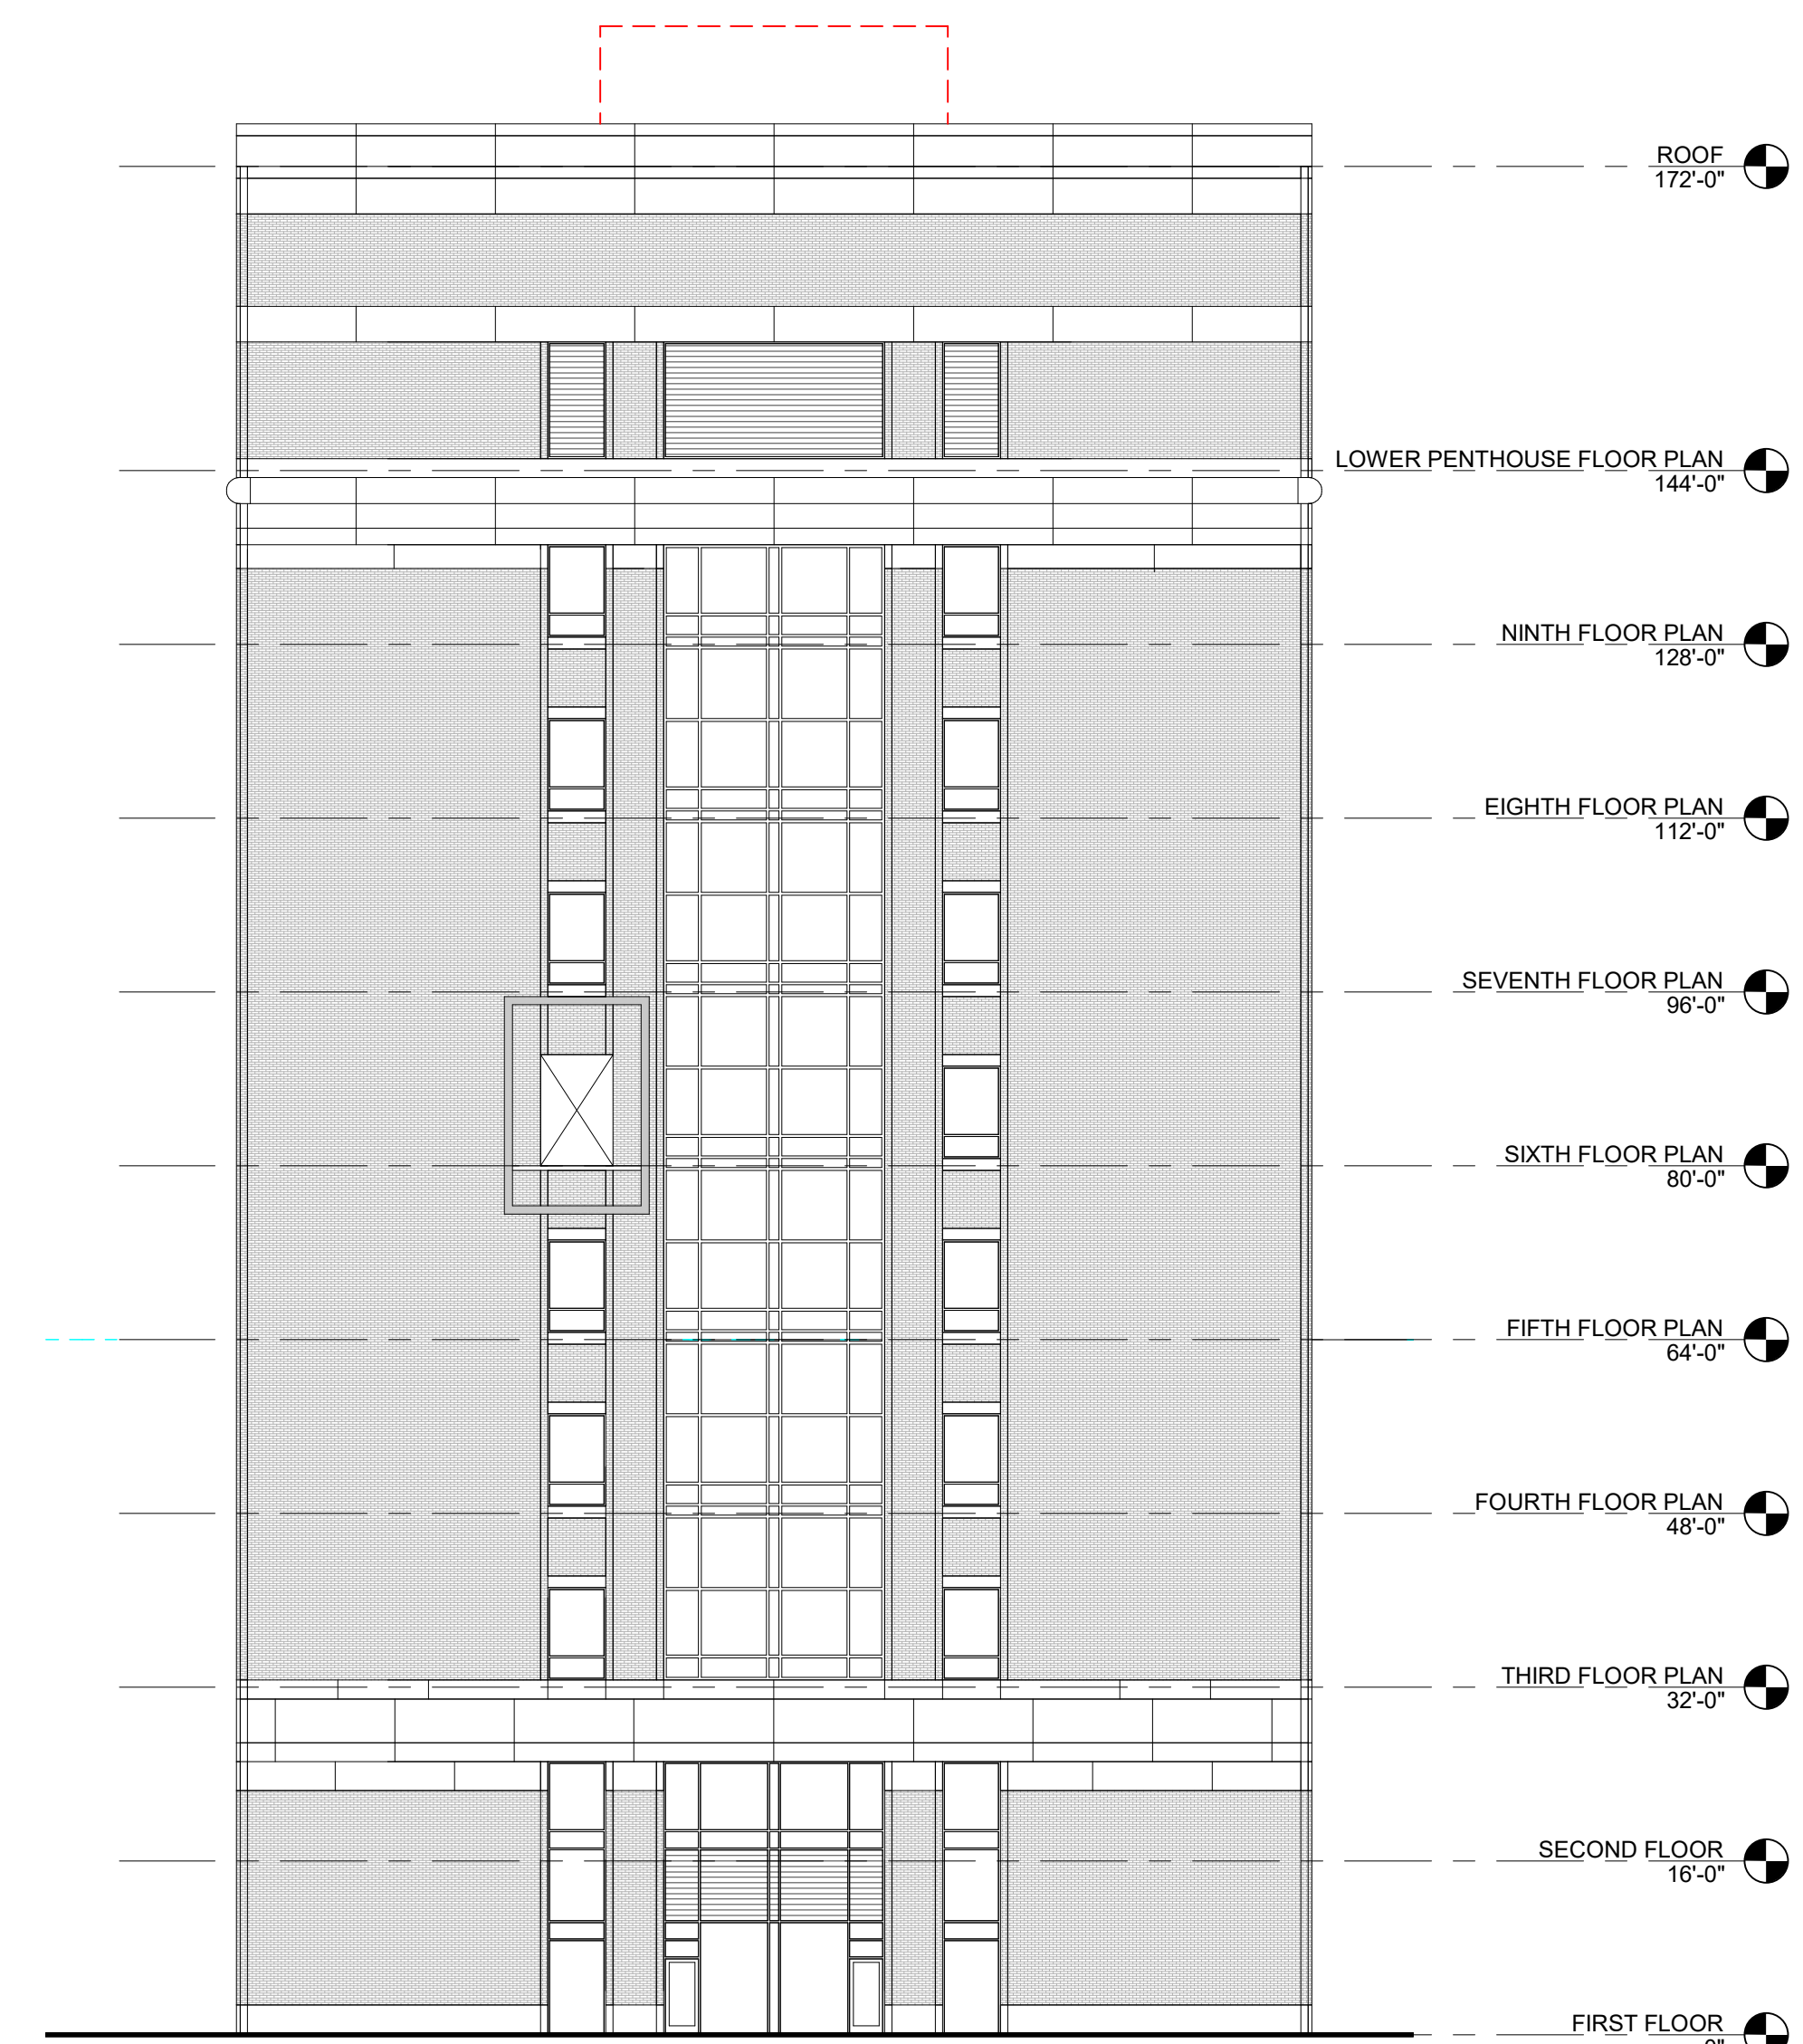 ROOF
172'-0"
LOWER PENTHOUSE FLOOR PLAN
144'-0"
NINTH FLOOR PLAN
128'-0"
EIGHTH FLOOR PLAN
112'-0"
SEVENTH FLOOR PLAN
96'-0"
SIXTH FLOOR PLAN
80'-0"
FIFTH FLOOR PLAN
64'-0"
FOURTH FLOOR PLAN
48'-0"
THIRD FLOOR PLAN
32'-0"
SECOND FLOOR
16'-0"
FIRST FLOOR